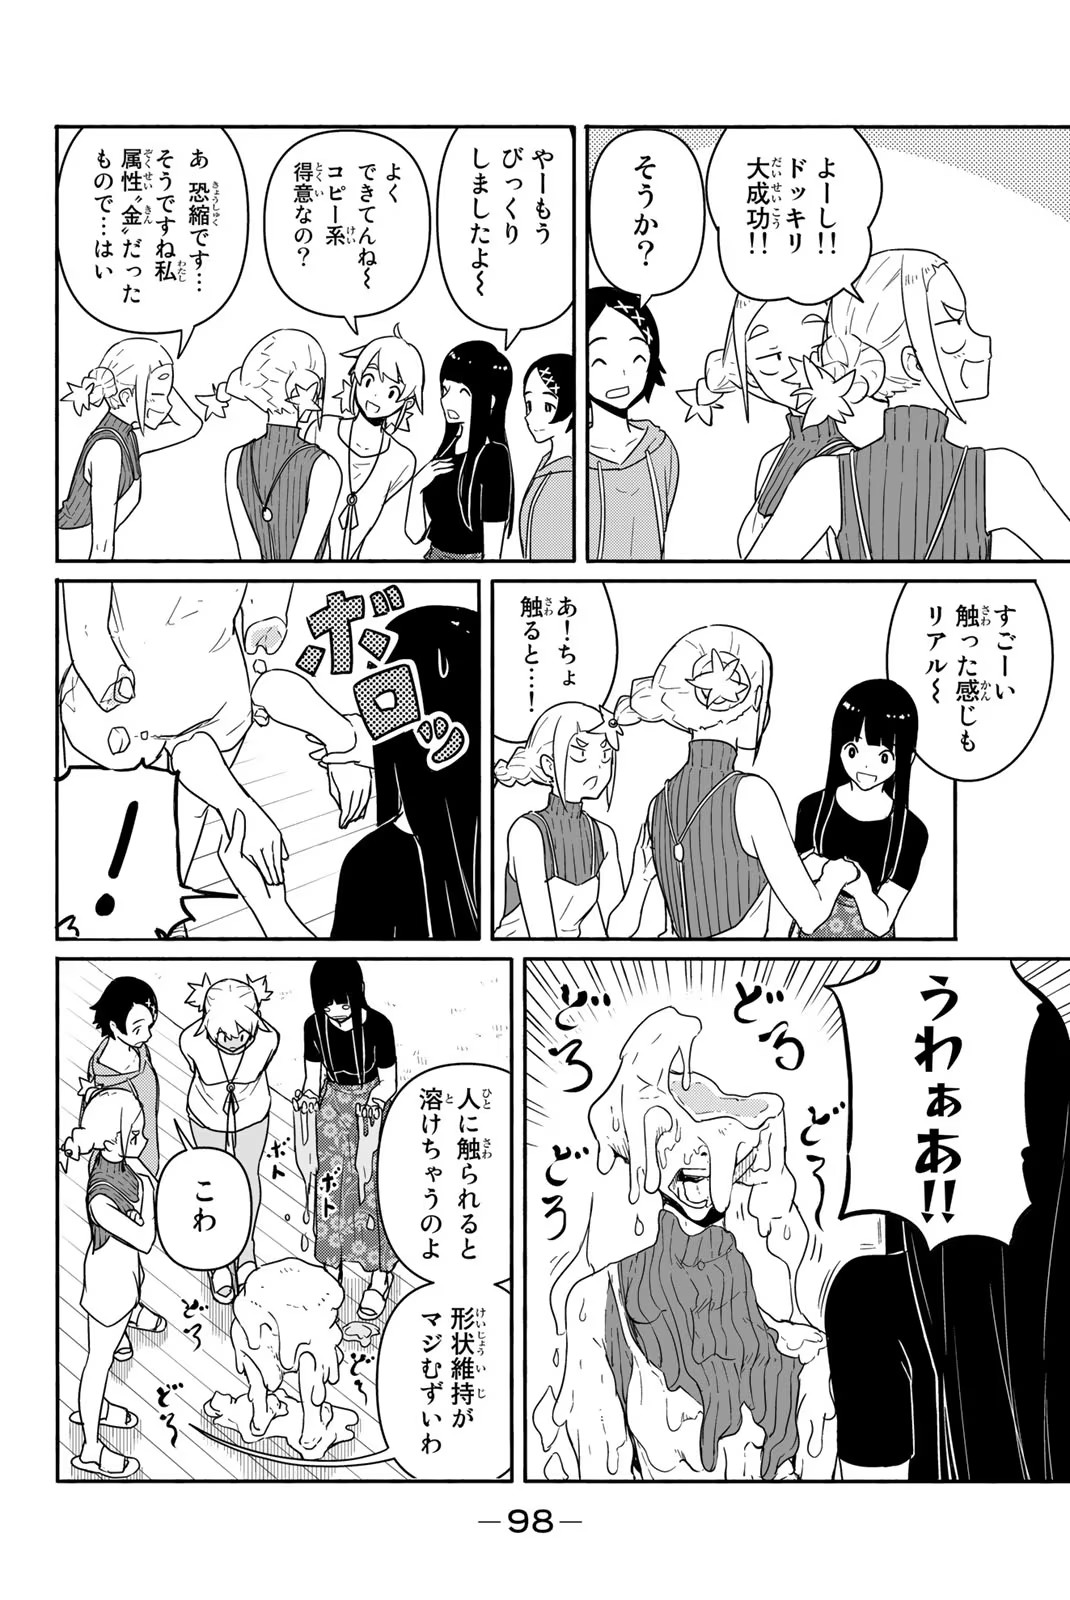 よーし!!
ドッキリ
大成功!!
そうか?
やーもう
びっくり
しましたよ〜
よく
できてんね〜
コピー系
得意なの?
あ 恐縮です…
そうですね私
属性〝金〟だった
もので…はい
すごーい
触った感じも
リアル〜
あ!ちょ
触ると…!
ボロッ
!
うわぁあ!!
どろ
どろ
どろ
人に触られると
溶けちゃうのよ
形状維持が
マジむずいわ
こわ
ボト
ボト
どろ
どろ
どろ
—98—